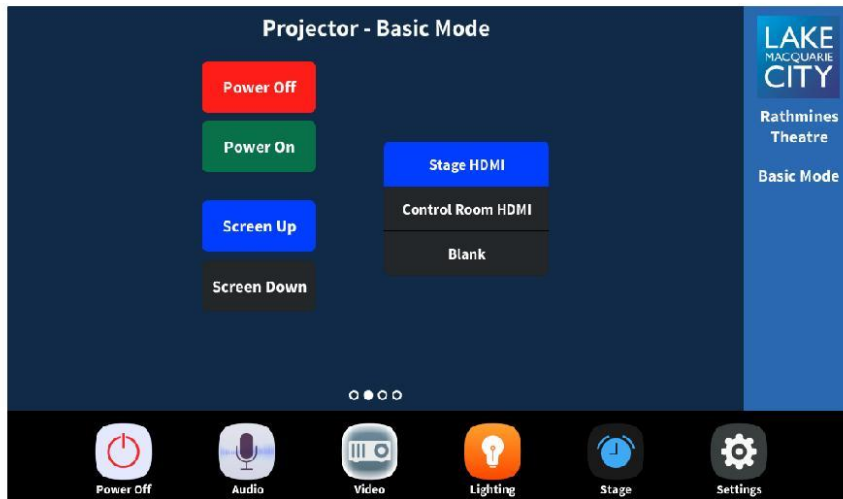 Projector - Basic Mode
Power Off
Power On
Screen Up
Screen Down
Stage HDMI
Control Room HDMI
Blank
LAKE
MACQUARIE
CITY
Rathmines
Theatre
Basic Mode
Power Off
Audio
Video
Lighting
Stage
Settings